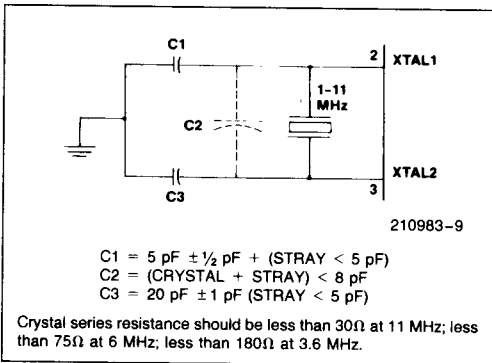 C1
2 XTAL1
1–11
MHz
C2
XTAL2
3
C3
210983–9
C1 = 5 pF ± ½ pF + (STRAY < 5 pF)
C2 = (CRYSTAL + STRAY) < 8 pF
C3 = 20 pF ± 1 pF (STRAY < 5 pF)
Crystal series resistance should be less than 30Ω at 11 MHz; less
than 75Ω at 6 MHz; less than 180Ω at 3.6 MHz.